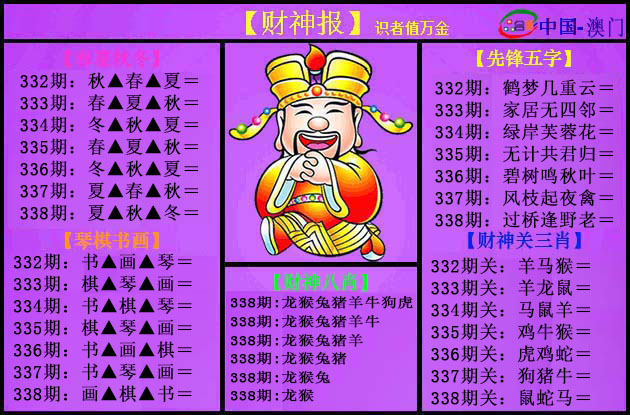 【财神报】 识者值万金
中国-澳门
【春夏秋冬】
332期：秋▲春▲夏＝
333期：春▲夏▲秋＝
334期：冬▲秋▲夏＝
335期：春▲夏▲秋＝
336期：冬▲秋▲夏＝
337期：夏▲春▲秋＝
338期：夏▲秋▲冬＝
【琴棋书画】
332期：书▲画▲琴＝
333期：棋▲琴▲画＝
334期：书▲棋▲琴＝
335期：棋▲琴▲画＝
336期：书▲画▲棋＝
337期：书▲琴▲画＝
338期：画▲棋▲书＝
【财神八肖】
338期:龙猴兔猪羊牛狗虎
338期:龙猴兔猪羊牛
338期:龙猴兔猪羊
338期:龙猴兔猪
338期:龙猴兔
338期:龙猴
【先锋五字】
332期：鹤梦几重云＝
333期：家居无四邻＝
334期：绿岸芙蓉花＝
335期：无计共君归＝
336期：碧树鸣秋叶＝
337期：风枝起夜禽＝
338期：过桥逢野老＝
【财神关三肖】
332期关：羊马猴＝
333期关：羊龙鼠＝
334期关：马鼠羊＝
335期关：鸡牛猴＝
336期关：虎鸡蛇＝
337期关：狗猪牛＝
338期关：鼠蛇马＝